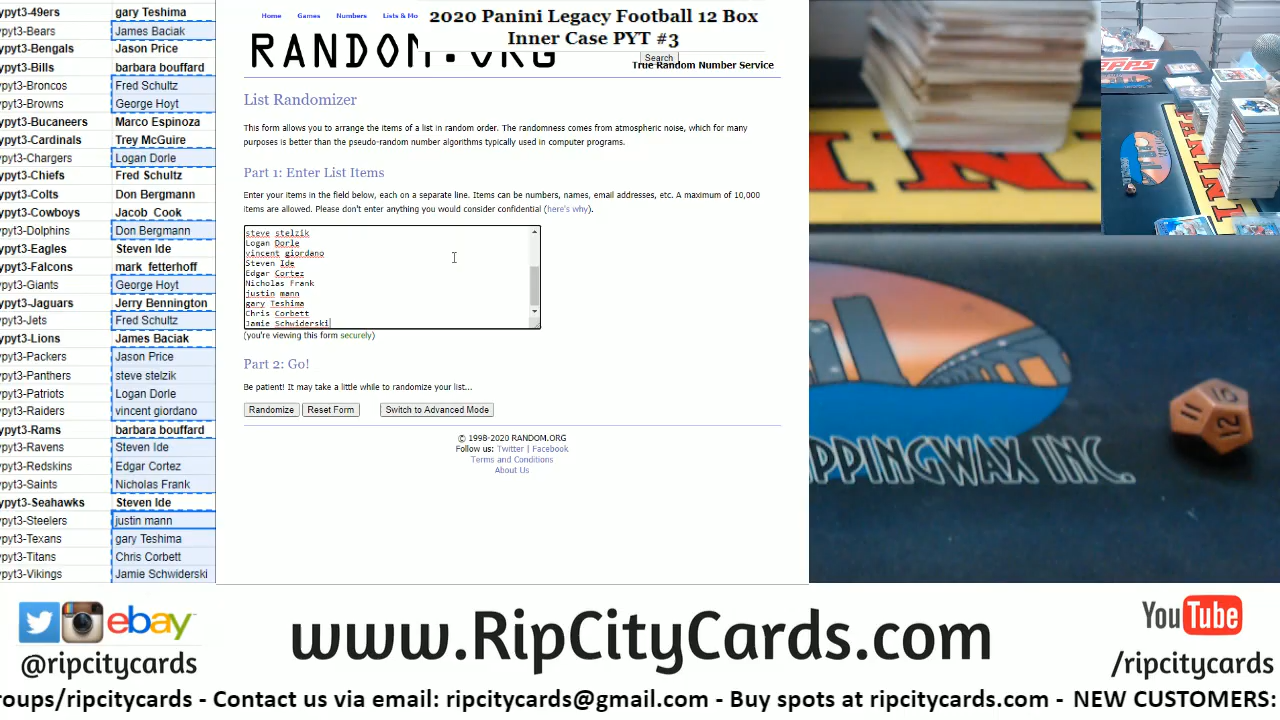 ypyt3-49ers gary Teshima
ypyt3-Bears James Baciak
ypyt3-Bengals Jason Price
ypyt3-Bills barbara bouffard
ypyt3-Broncos Fred Schultz
ypyt3-Browns George Hoyt
ypyt3-Bucaneers Marco Espinoza
ypyt3-Cardinals Trey McGuire
ypyt3-Chargers Logan Dorle
ypyt3-Chiefs Fred Schultz
ypyt3-Colts Don Bergmann
ypyt3-Cowboys Jacob Cook
ypyt3-Dolphins Don Bergmann
ypyt3-Eagles Steven Ide
ypyt3-Falcons mark fetterhoff
ypyt3-Giants George Hoyt
ypyt3-Jaguars Jerry Bennington
ypyt3-Jets Fred Schultz
ypyt3-Lions James Baciak
ypyt3-Packers Jason Price
ypyt3-Panthers steve stelzik
ypyt3-Patriots Logan Dorle
ypyt3-Raiders vincent giordano
ypyt3-Rams barbara bouffard
ypyt3-Ravens Steven Ide
ypyt3-Redskins Edgar Cortez
ypyt3-Saints Nicholas Frank
ypyt3-Seahawks Steven Ide
ypyt3-Steelers justin mann
ypyt3-Texans gary Teshima
ypyt3-Titans Chris Corbett
ypyt3-Vikings Jamie Schwiderski
Home Games Numbers Lists & Mo
2020 Panini Legacy Football 12 Box
Inner Case PYT #3
RANDOM.ORG
Search
True Random Number Service
List Randomizer
This form allows you to arrange the items of a list in random order. The randomness comes from atmospheric noise, which for many
purposes is better than the pseudo-random number algorithms typically used in computer programs.
Part 1: Enter List Items
Enter your items in the field below, each on a separate line. Items can be numbers, names, email addresses, etc. A maximum of 10,000
items are allowed. Please don't enter anything you would consider confidential (here's why).
steve stelzik
Logan Dorle
vincent giordano
Steven Ide
Edgar Cortez
Nicholas Frank
justin mann
gary Teshima
Chris Corbett
Jamie Schwiderski
(you're viewing this form securely)
Part 2: Go!
Be patient! It may take a little while to randomize your list...
Randomize Reset Form Switch to Advanced Mode
© 1998-2020 RANDOM.ORG
Follow us: Twitter | Facebook
Terms and Conditions
About Us
TOPPS
PANINI
11 10 12
IPPINGWAX INC.
ebay
@ripcitycards
www.RipCityCards.com
YouTube
/ripcitycards
roups/ripcitycards - Contact us via email: ripcitycards@gmail.com - Buy spots at ripcitycards.com - NEW CUSTOMERS: